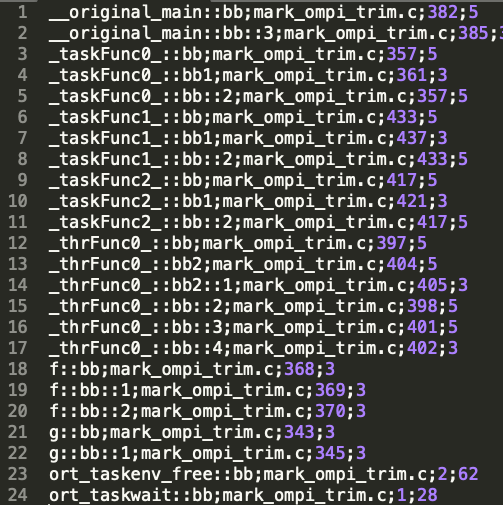 1 __original_main::bb;mark_ompi_trim.c;382;5
2 __original_main::bb::3;mark_ompi_trim.c;385;
3 _taskFunc0_::bb;mark_ompi_trim.c;357;5
4 _taskFunc0_::bb1;mark_ompi_trim.c;361;3
5 _taskFunc0_::bb::2;mark_ompi_trim.c;357;5
6 _taskFunc1_::bb;mark_ompi_trim.c;433;5
7 _taskFunc1_::bb1;mark_ompi_trim.c;437;3
8 _taskFunc1_::bb::2;mark_ompi_trim.c;433;5
9 _taskFunc2_::bb;mark_ompi_trim.c;417;5
10 _taskFunc2_::bb1;mark_ompi_trim.c;421;3
11 _taskFunc2_::bb::2;mark_ompi_trim.c;417;5
12 _thrFunc0_::bb;mark_ompi_trim.c;397;5
13 _thrFunc0_::bb2;mark_ompi_trim.c;404;5
14 _thrFunc0_::bb2::1;mark_ompi_trim.c;405;3
15 _thrFunc0_::bb::2;mark_ompi_trim.c;398;5
16 _thrFunc0_::bb::3;mark_ompi_trim.c;401;5
17 _thrFunc0_::bb::4;mark_ompi_trim.c;402;3
18 f::bb;mark_ompi_trim.c;368;3
19 f::bb::1;mark_ompi_trim.c;369;3
20 f::bb::2;mark_ompi_trim.c;370;3
21 g::bb;mark_ompi_trim.c;343;3
22 g::bb::1;mark_ompi_trim.c;345;3
23 ort_taskenv_free::bb;mark_ompi_trim.c;2;62
24 ort_taskwait::bb;mark_ompi_trim.c;1;28